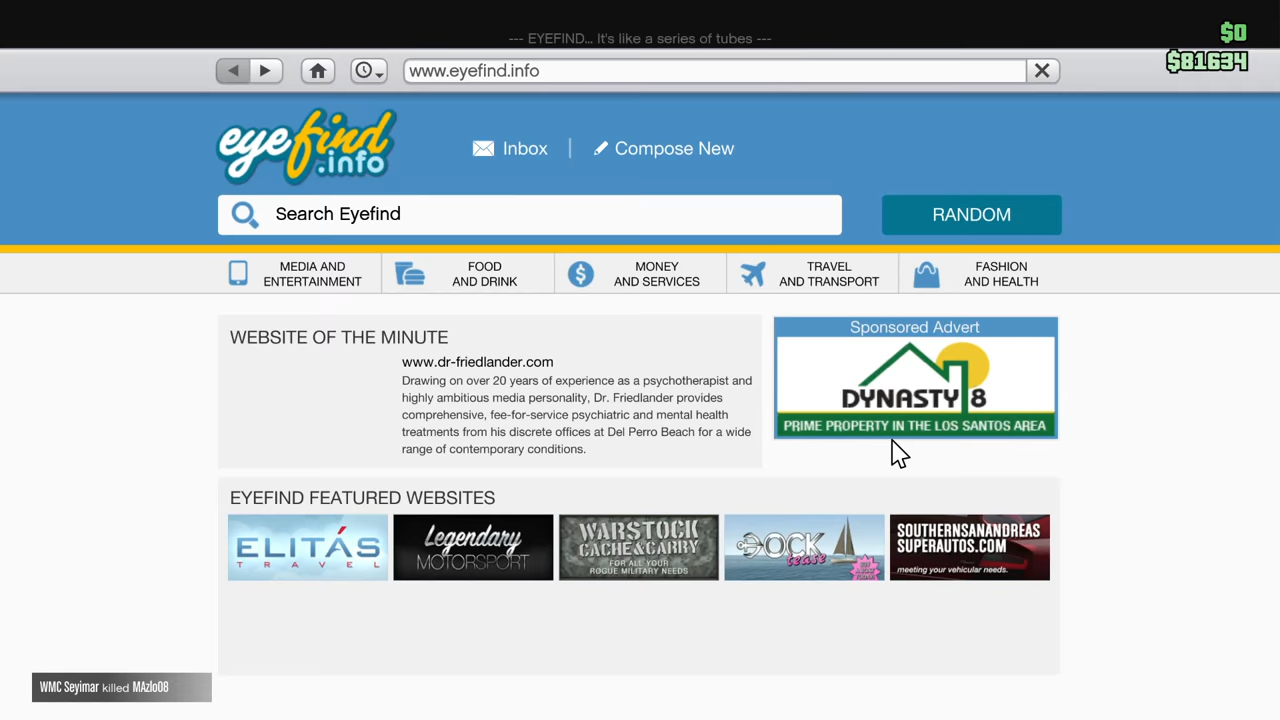 --- EYEFIND... It's like a series of tubes ---
$0
$81634
www.eyefind.info
eyefind
.info
Inbox
Compose New
Search Eyefind
RANDOM
MEDIA AND
ENTERTAINMENT
FOOD
AND DRINK
MONEY
AND SERVICES
TRAVEL
AND TRANSPORT
FASHION
AND HEALTH
WEBSITE OF THE MINUTE
www.dr-friedlander.com
Drawing on over 20 years of experience as a psychotherapist and
highly ambitious media personality, Dr. Friedlander provides
comprehensive, fee-for-service psychiatric and mental health
treatments from his discrete offices at Del Perro Beach for a wide
range of contemporary conditions.
Sponsored Advert
DYNASTY 8
PRIME PROPERTY IN THE LOS SANTOS AREA
EYEFIND FEATURED WEBSITES
ELITÁS
TRAVEL
Legendary
MOTORSPORT
WARSTOCK
CACHE&CARRY
FOR ALL YOUR
ROGUE MILITARY NEEDS
DOCK
tease
SOUTHERNSANANDREAS
SUPERAUTOS.COM
meeting your vehicular needs.
WMC Seyimar killed MAzlo08